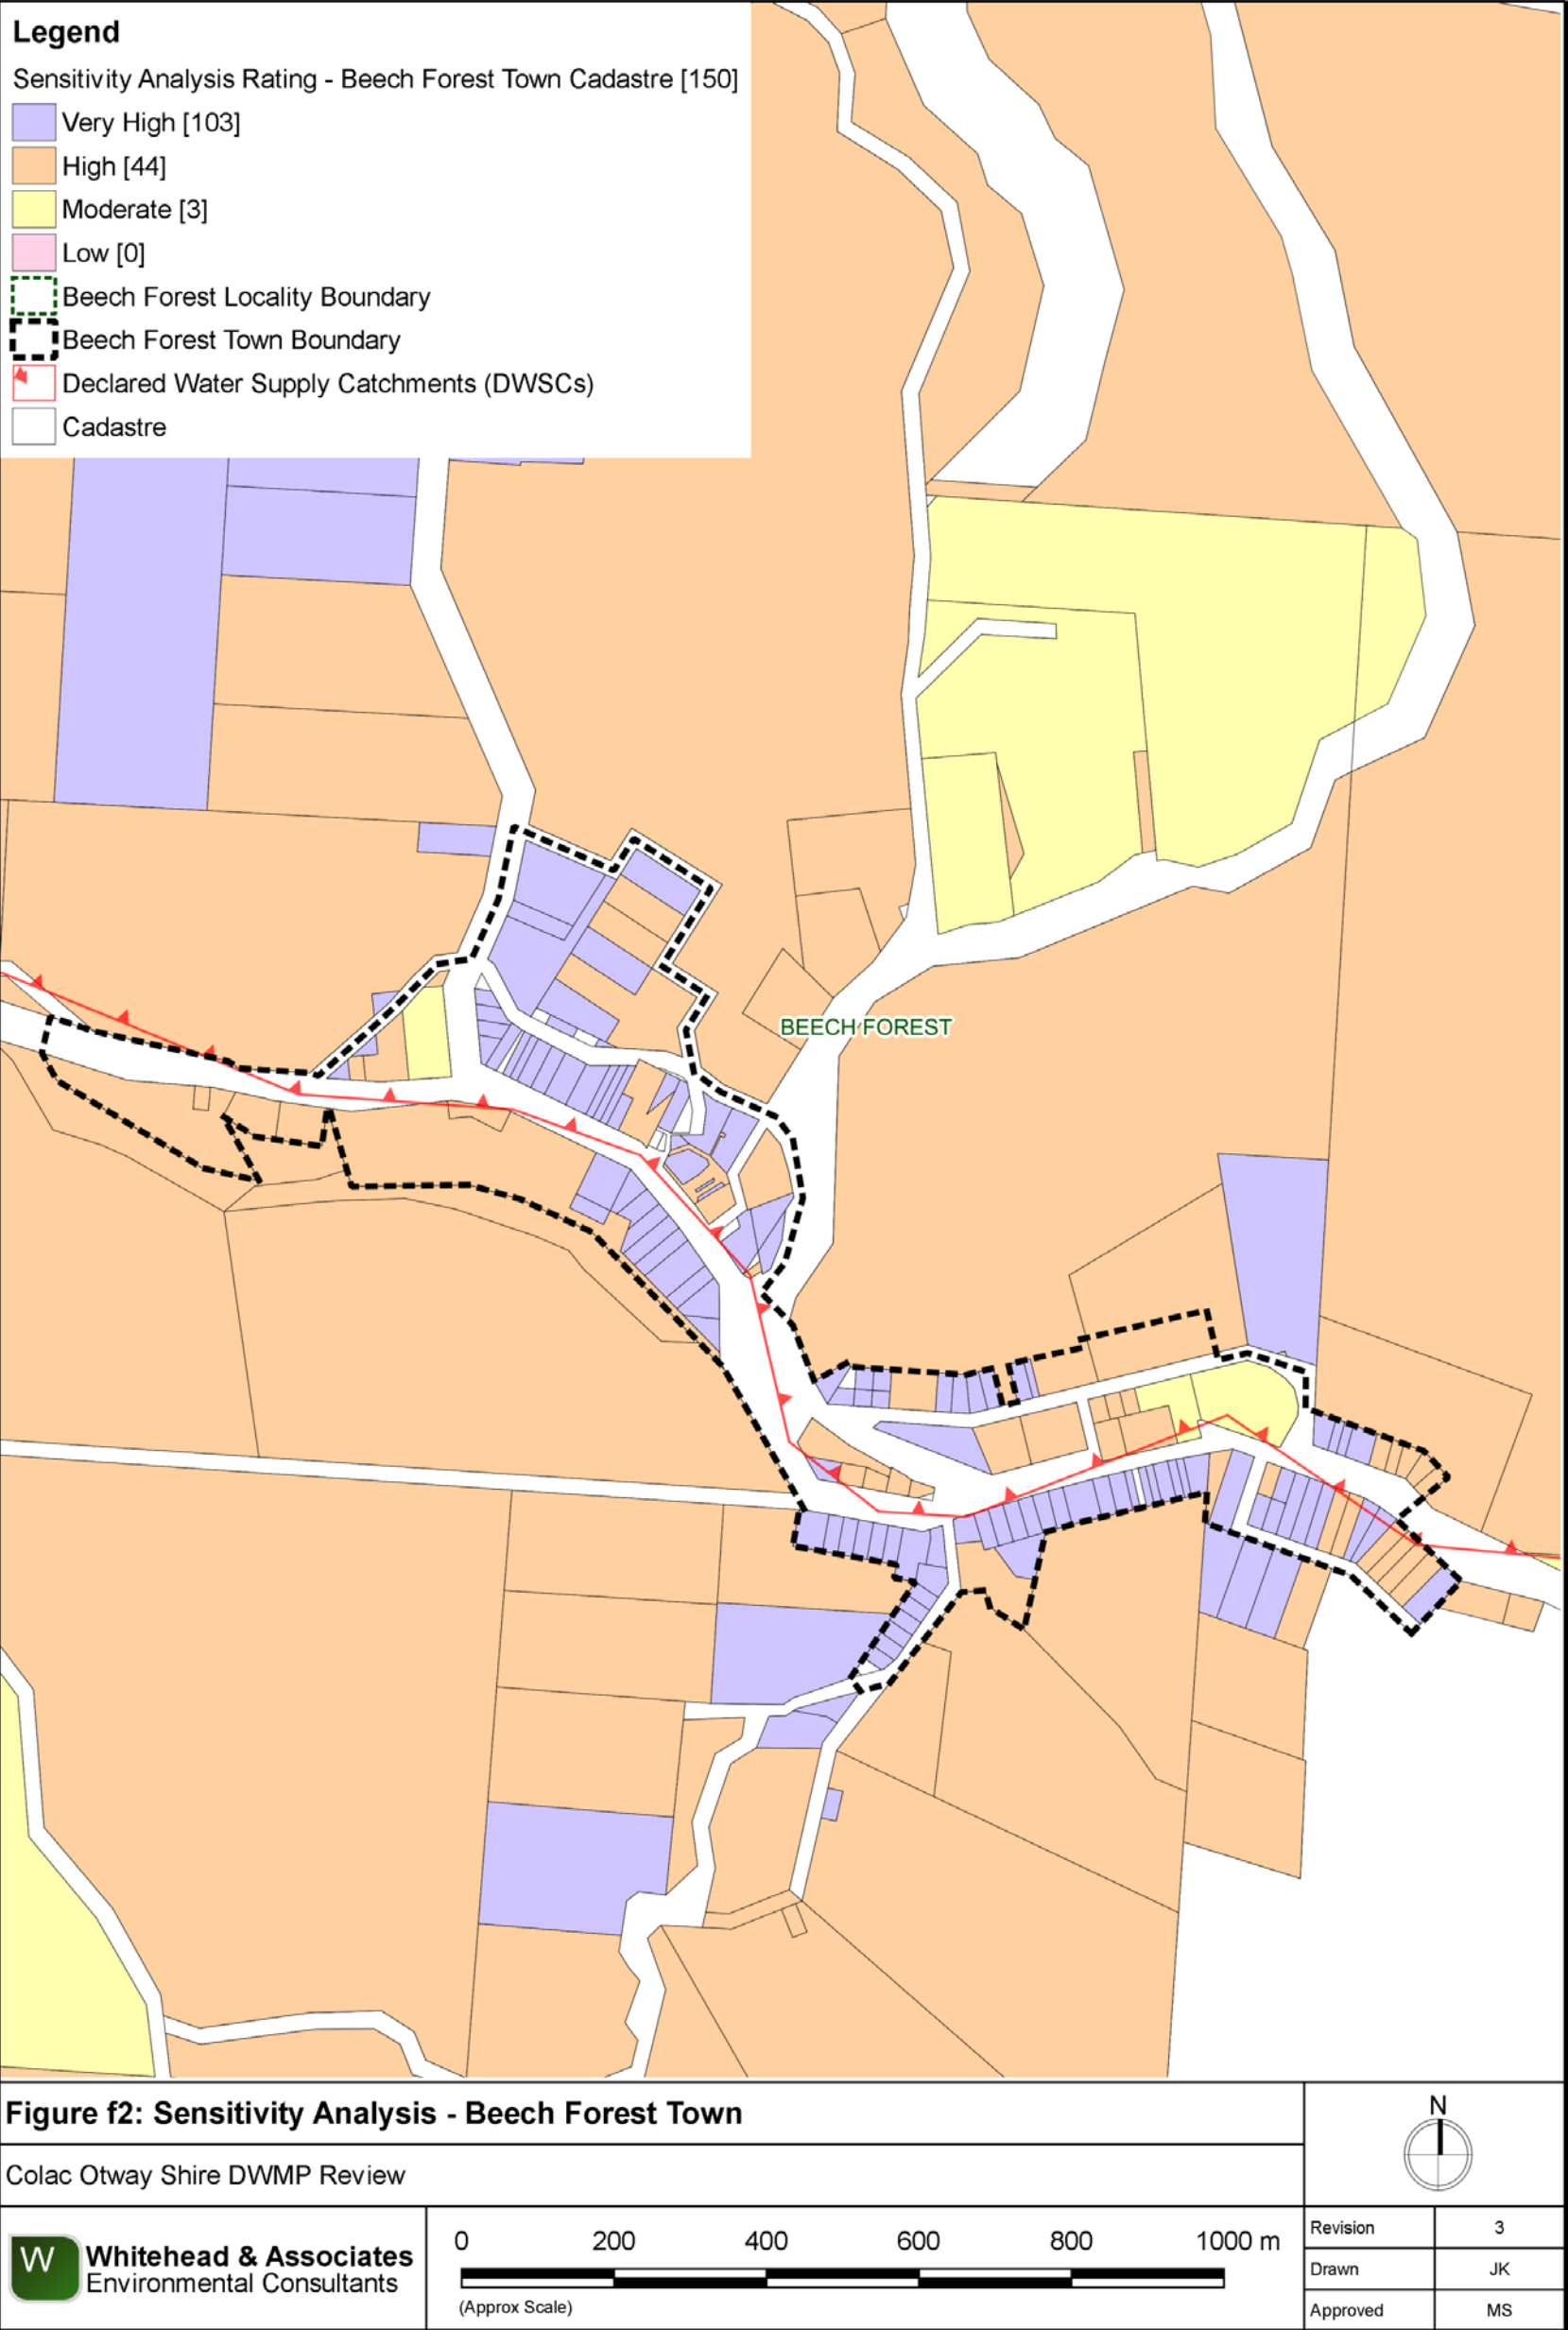 Legend
Sensitivity Analysis Rating - Beech Forest Town Cadastre [150]
Very High [103]
High [44]
Moderate [3]
Low [0]
Beech Forest Locality Boundary
Beech Forest Town Boundary
Declared Water Supply Catchments (DWSCs)
Cadastre
BEECH FOREST
Figure f2: Sensitivity Analysis - Beech Forest Town
Colac Otway Shire DWMP Review
N
W
Whitehead & Associates
Environmental Consultants
0 200 400 600 800 1000 m
(Approx Scale)
Revision 3
Drawn JK
Approved MS